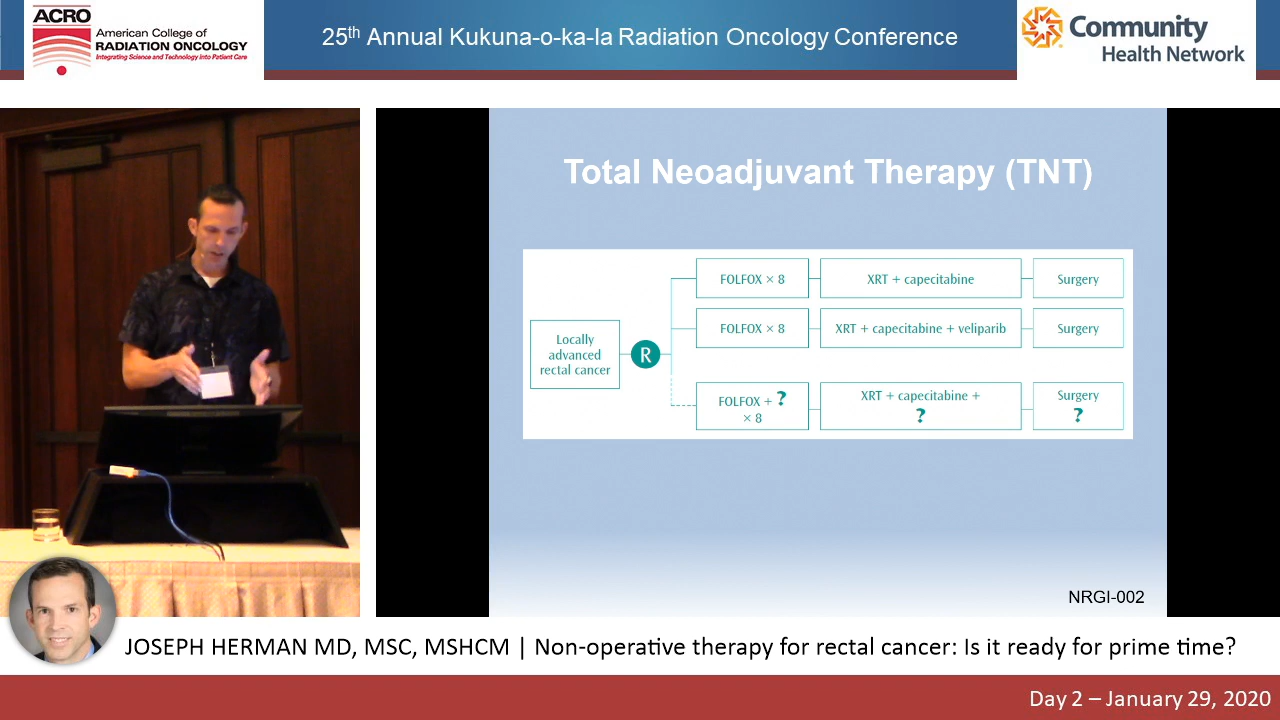 ACRO
American College of
RADIATION ONCOLOGY
Integrating Science and Technology Into Patient Care
25th Annual Kukuna-o-ka-la Radiation Oncology Conference
Community
Health Network
Total Neoadjuvant Therapy (TNT)
Locally
advanced
rectal cancer
R
FOLFOX × 8
XRT + capecitabine
Surgery
FOLFOX × 8
XRT + capecitabine + veliparib
Surgery
FOLFOX + ?
× 8
XRT + capecitabine +
?
Surgery
?
NRGI-002
JOSEPH HERMAN MD, MSC, MSHCM | Non-operative therapy for rectal cancer: Is it ready for prime time?
Day 2 – January 29, 2020